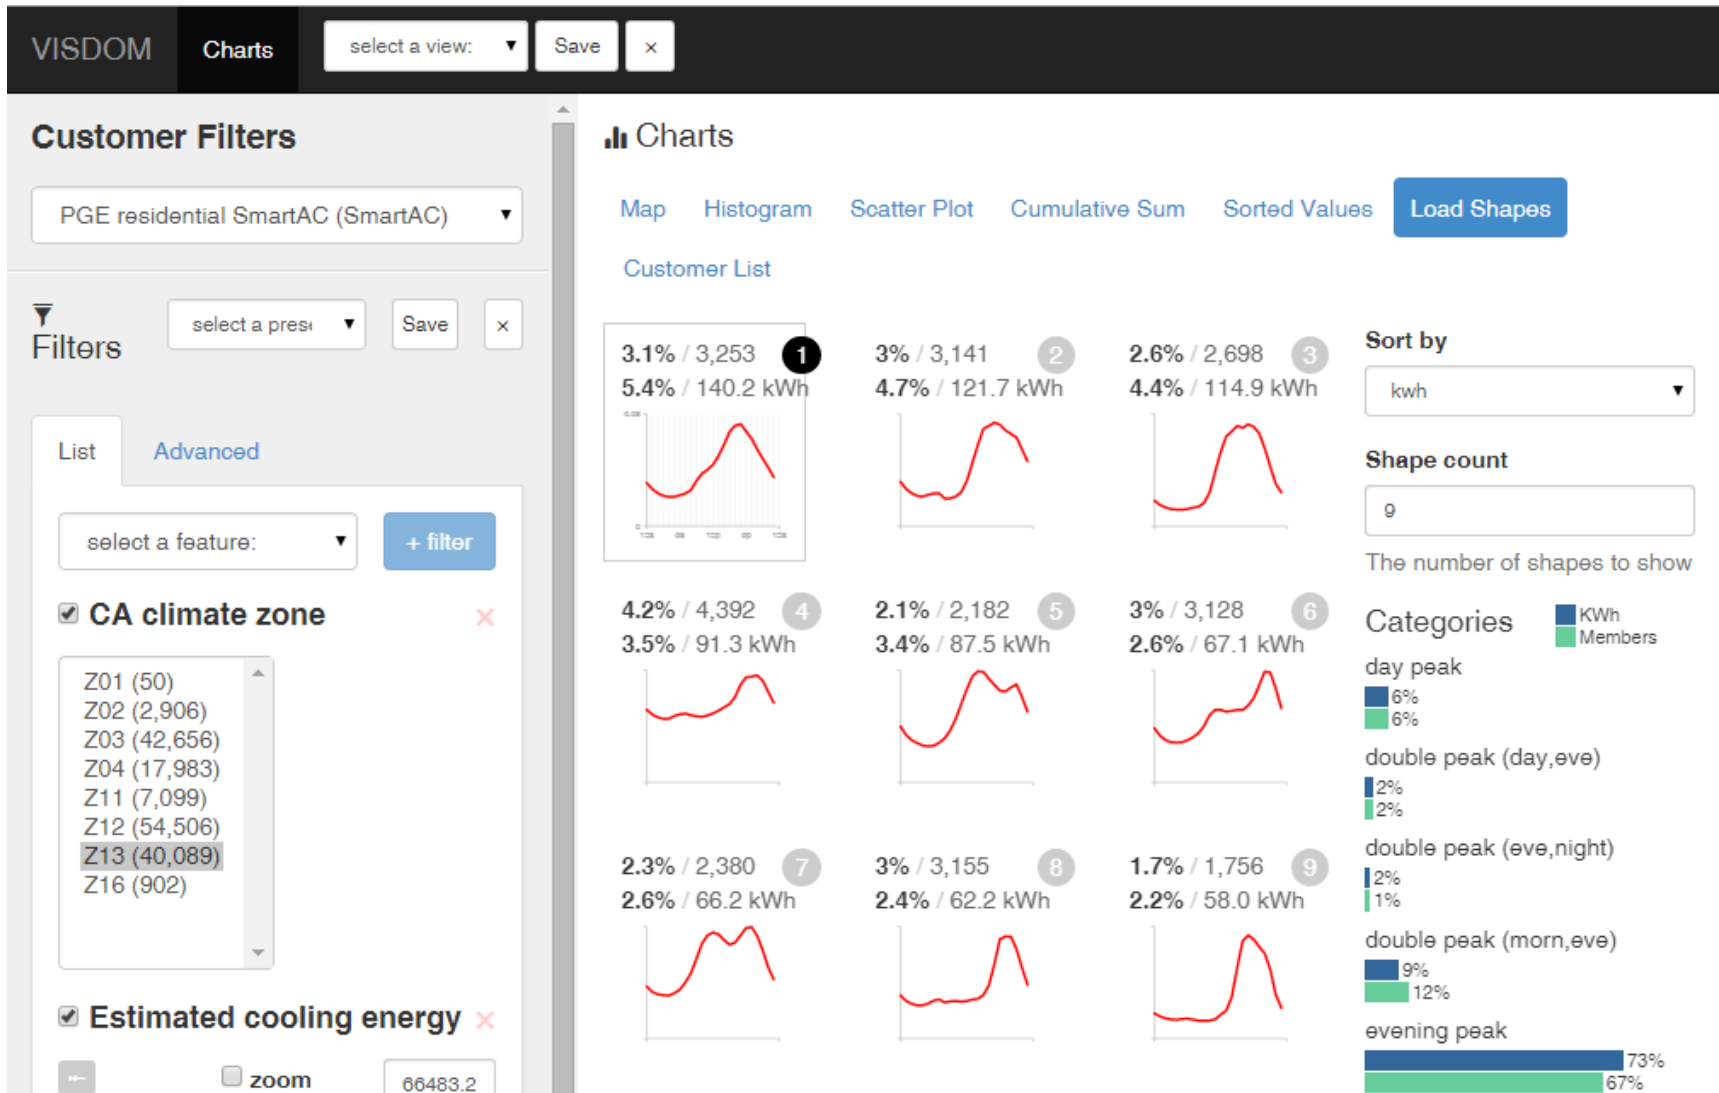 VISDOM Charts select a view: Save ×
Customer Filters
PGE residential SmartAC (SmartAC)
Filters select a prese Save ×
List Advanced
select a feature: + filter
CA climate zone ×
Z01 (50)
Z02 (2,906)
Z03 (42,656)
Z04 (17,983)
Z11 (7,099)
Z12 (54,506)
Z13 (40,089)
Z16 (902)
Estimated cooling energy ×
zoom 66483.2
Charts
Map Histogram Scatter Plot Cumulative Sum Sorted Values Load Shapes
Customer List
3.1% / 3,253 1
5.4% / 140.2 kWh
0
3% / 3,141 2
4.7% / 121.7 kWh
2.6% / 2,698 3
4.4% / 114.9 kWh
4.2% / 4,392 4
3.5% / 91.3 kWh
2.1% / 2,182 5
3.4% / 87.5 kWh
3% / 3,128 6
2.6% / 67.1 kWh
2.3% / 2,380 7
2.6% / 66.2 kWh
3% / 3,155 8
2.4% / 62.2 kWh
1.7% / 1,756 9
2.2% / 58.0 kWh
Sort by
kwh
Shape count
9
The number of shapes to show
Categories KWh
Members
day peak
6%
6%
double peak (day,eve)
2%
2%
double peak (eve,night)
2%
1%
double peak (morn,eve)
9%
12%
evening peak
73%
67%